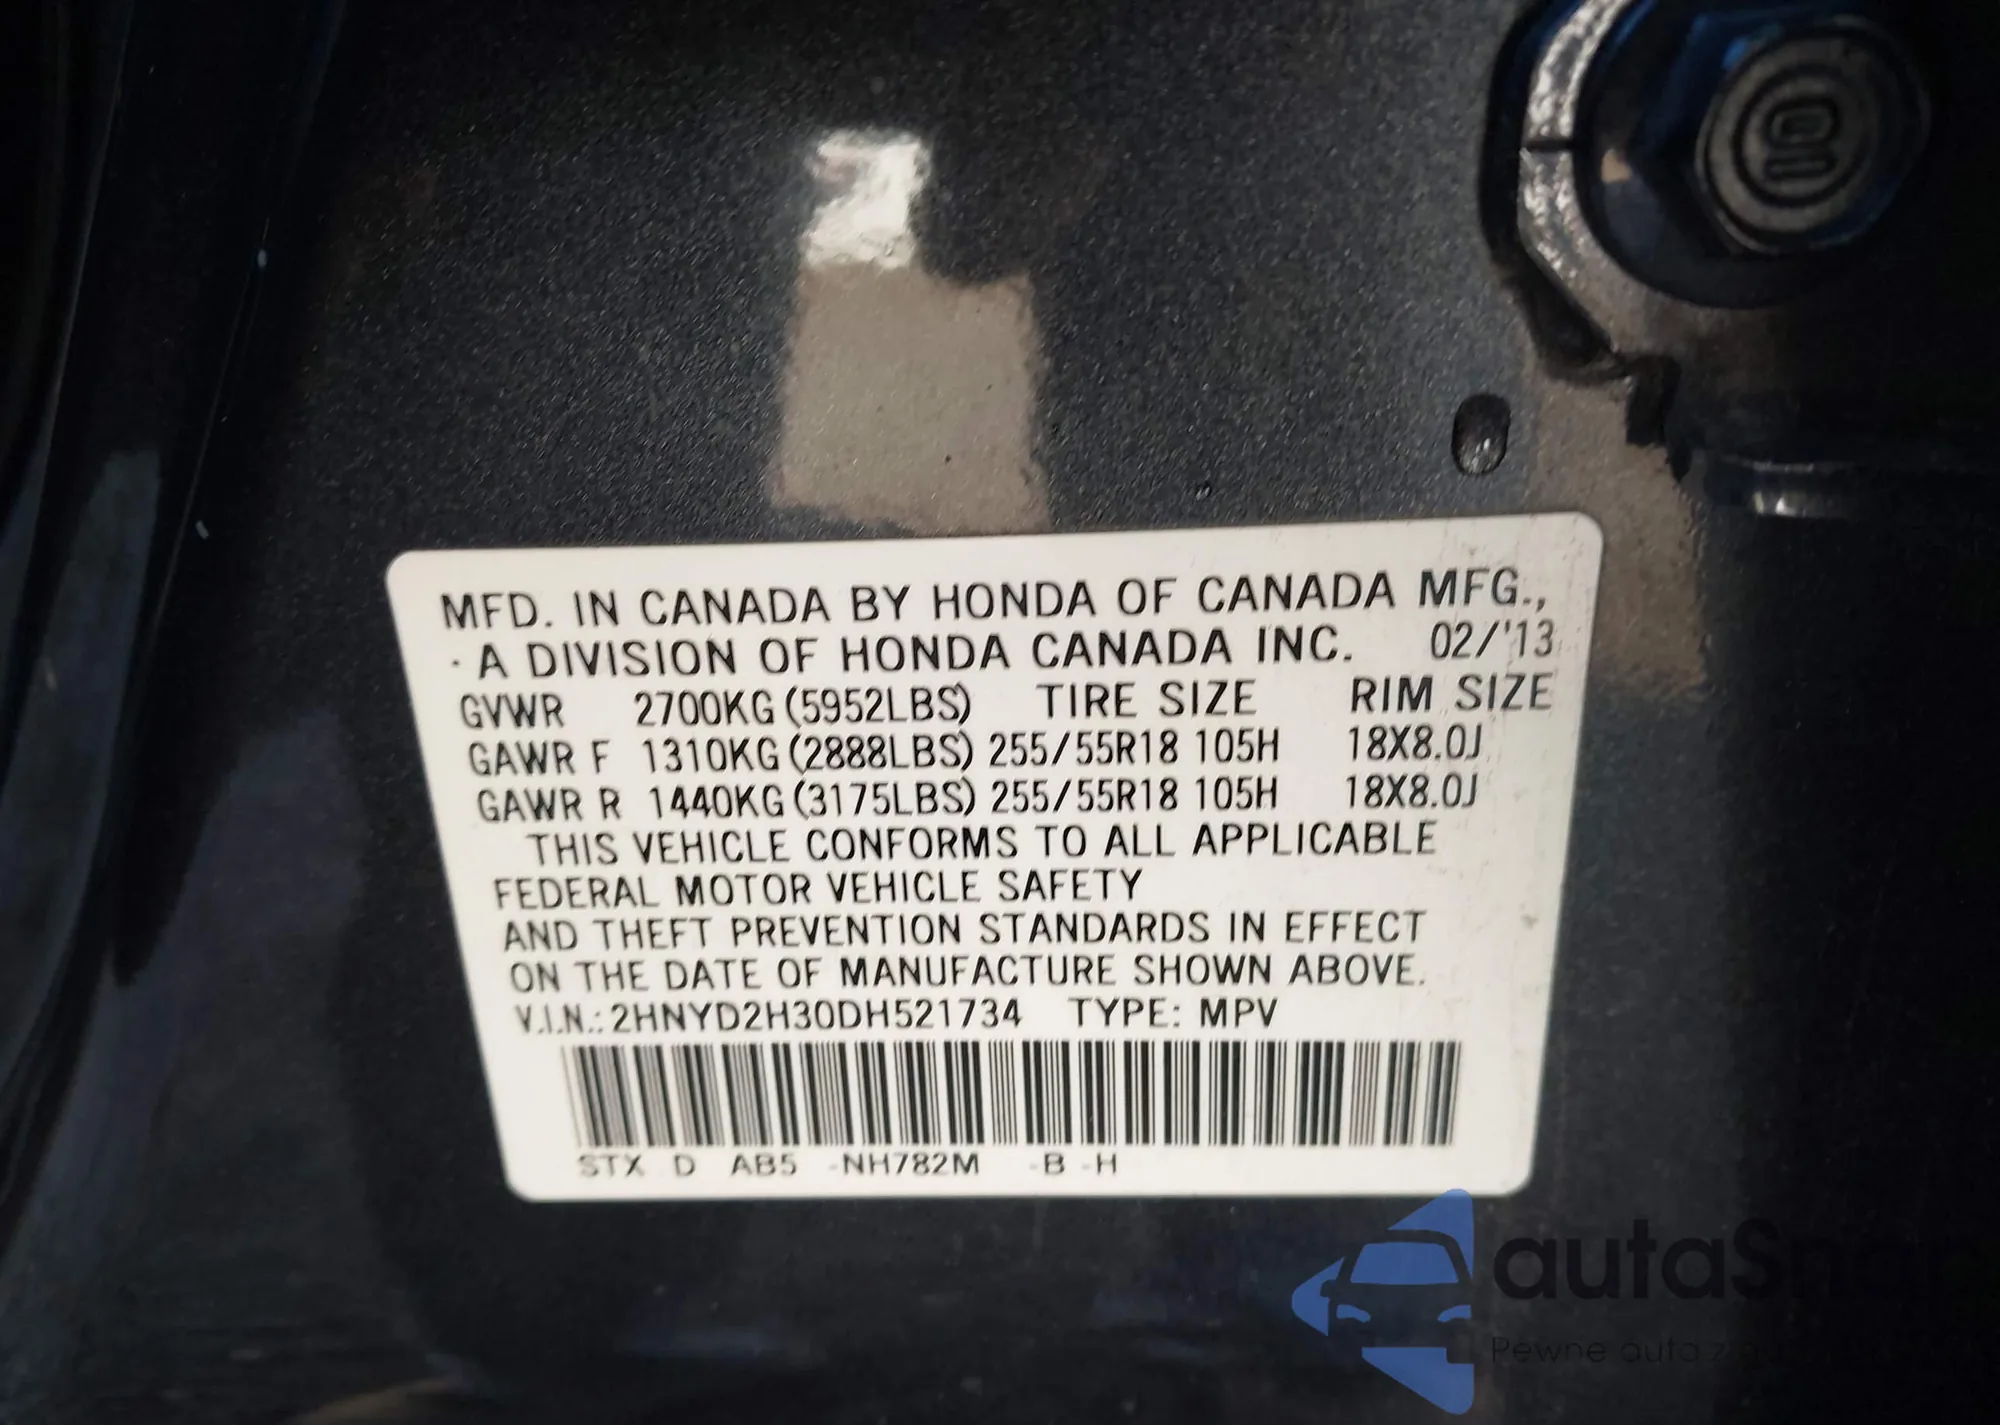 MFD. IN CANADA BY HONDA OF CANADA MFG.,
· A DIVISION OF HONDA CANADA INC. 02/'13
GVWR 2700KG (5952LBS) TIRE SIZE RIM SIZE
GAWR F 1310KG (2888LBS) 255/55R18 105H 18X8.0J
GAWR R 1440KG (3175LBS) 255/55R18 105H 18X8.0J
THIS VEHICLE CONFORMS TO ALL APPLICABLE
FEDERAL MOTOR VEHICLE SAFETY
AND THEFT PREVENTION STANDARDS IN EFFECT
ON THE DATE OF MANUFACTURE SHOWN ABOVE.
V.I.N.: 2HNYD2H30DH521734 TYPE: MPV
STX D AB5 -NH782M -B -H
Pewne auto z